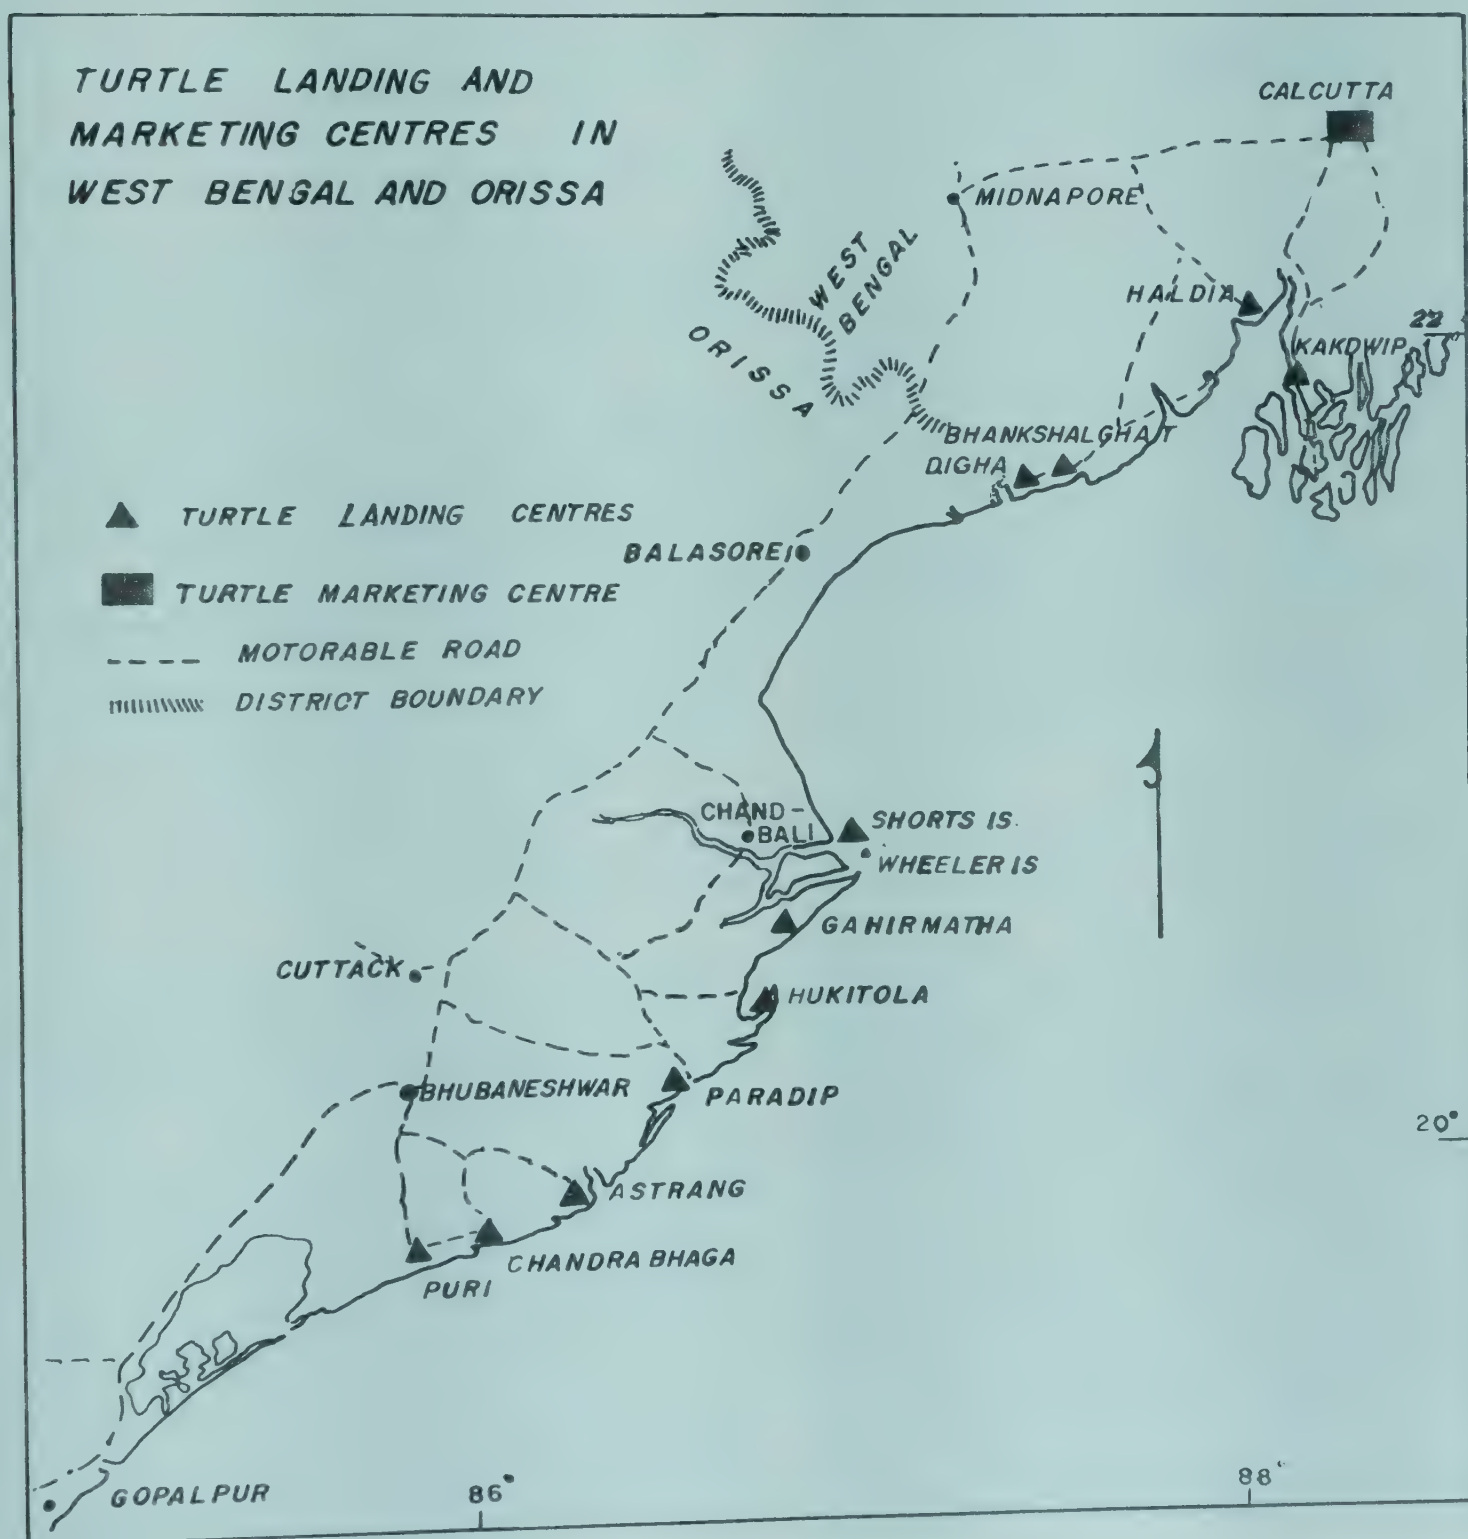 TURTLE LANDING AND
MARKETING CENTRES IN
WEST BENGAL AND ORISSA
CALCUTTA
MIDNAPORE
WEST
BENGAL
ORISSA
HALDIA
22°
KAKDWIP
BHANKSHALGHAT
DIGHA
TURTLE LANDING CENTRES
BALASORE
TURTLE MARKETING CENTRE
MOTORABLE ROAD
DISTRICT BOUNDARY
CHAND-
BALI
SHORTS IS.
WHEELER IS
GAHIRMATHA
CUTTACK
HUKITOLA
BHUBANESHWAR
PARADIP
20°
ASTRANG
CHANDRABHAGA
PURI
GOPALPUR
86°
88°